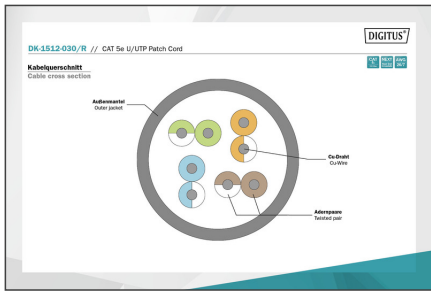 DIGITUS®
DK-1512-030/R // CAT 5e U/UTP Patch Cord
Kabelquerschnitt
Cable cross section
Außenmantel
Outer jacket
Cu-Draht
Cu-Wire
Adernpaare
Twisted pair